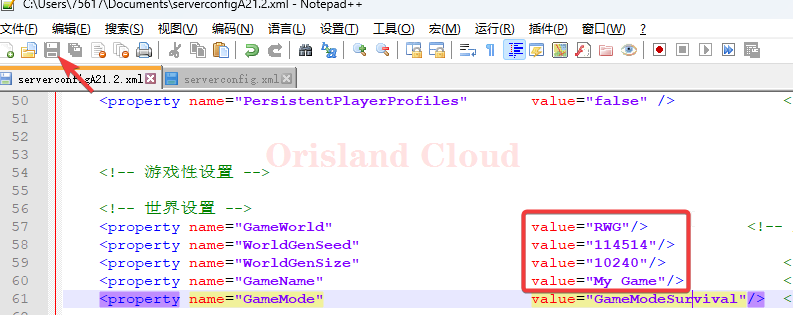 C:\Users\75617\Documents\serverconfigA21.2.xml - Notepad++
文件(F) 编辑(E) 搜索(S) 视图(V) 编码(N) 语言(L) 设置(T) 工具(O) 宏(M) 运行(R) 插件(P) 窗口(W) ?
serverconfigA21.2.xml serverconfig.xml
50 <property name="PersistentPlayerProfiles" value="false" /> <
51
52
53
Orisland Cloud
54 <!-- 游戏性设置 -->
55
56 <!-- 世界设置 -->
57 <property name="GameWorld" value="RWG"/> <!--
58 <property name="WorldGenSeed" value="114514"/>
59 <property name="WorldGenSize" value="10240"/> <
60 <property name="GameName" value="My Game"/> <
61 <property name="GameMode" value="GameModeSurvival"/> <